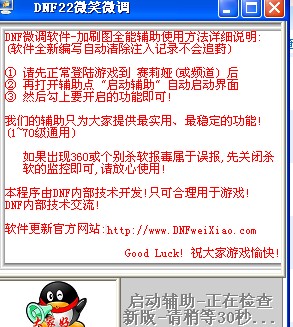 DNF22微笑微调
DNF微调软件-加刷图全能辅助使用方法详细说明:
(软件全新编写自动清除注入记录不会追药)
① 请先正常登陆游戏到 赛莉娅(或频道) 后
② 再打开辅助点 “启动辅助”自动启动界面
③ 然后勾上要开启的功能即可!
我们的辅助只为大家提供最实用、最稳定的功能!
(1~70级通用)
如果出现360或个别杀软报毒属于误报,先关闭杀
软的监控即可,请放心使用!
本程序由DNF内部技术开发!只可合理用于游戏!
DNF内部技术交流!
软件更新官方网站:http://www.DNFweiXiao.com
Good Luck! 祝大家游戏愉快!
大家好
启动辅助-正在检查
新版-请稍等30秒...